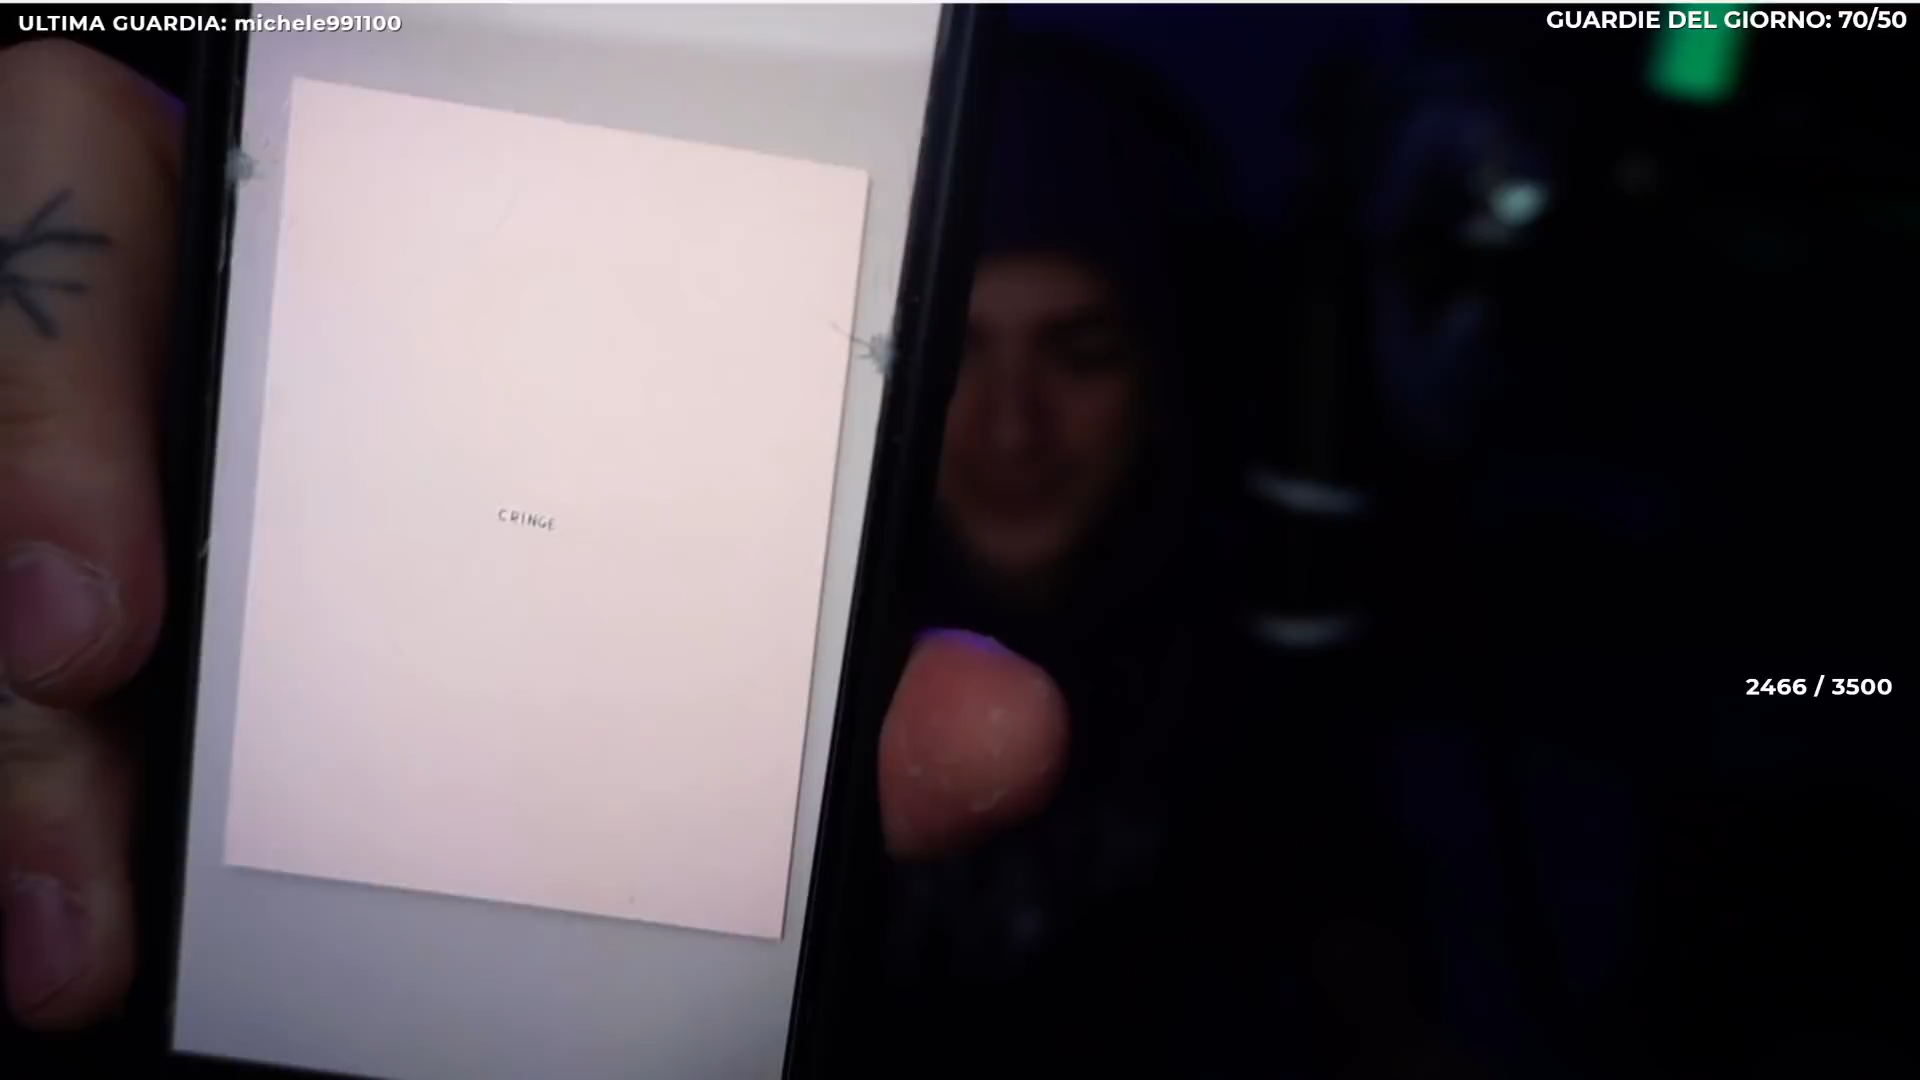 ULTIMA GUARDIA: michele991100
GUARDIE DEL GIORNO: 70/50
CRINGE
2466 / 3500